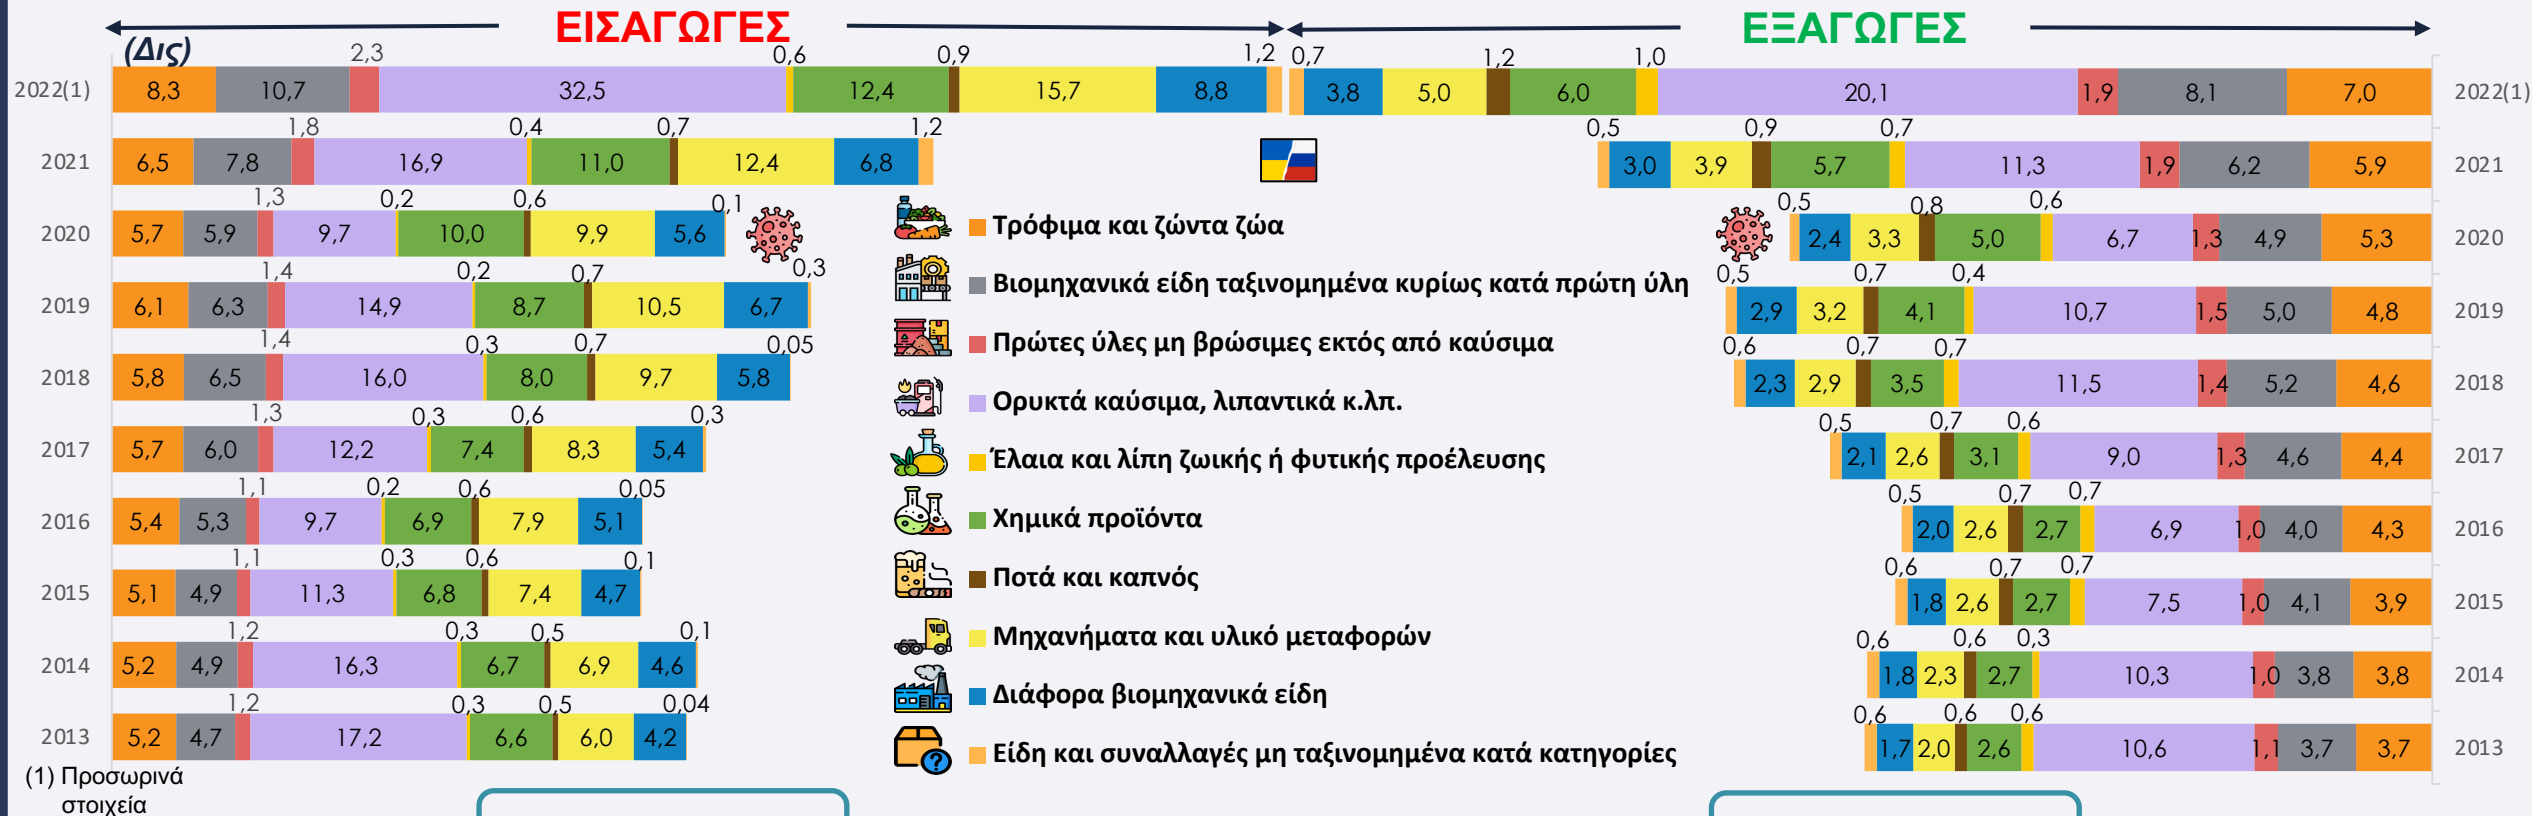 ΕΙΣΑΓΩΓΕΣ ΕΞΑΓΩΓΕΣ
(Δις)
2,3 0,6 0,9 1,2 0,7 1,2 1,0
2022(1) 8,3 10,7 32,5 12,4 15,7 8,8 3,8 5,0 6,0 20,1 1,9 8,1 7,0 2022(1)
1,8 0,4 0,7 1,2 0,5 0,9 0,7
2021 6,5 7,8 16,9 11,0 12,4 6,8 3,0 3,9 5,7 11,3 1,9 6,2 5,9 2021
1,3 0,2 0,6 0,1 0,5 0,8 0,6
2020 5,7 5,9 9,7 10,0 9,9 5,6 2,4 3,3 5,0 6,7 1,3 4,9 5,3 2020
1,4 0,2 0,7 0,3 0,5 0,7 0,4
2019 6,1 6,3 14,9 8,7 10,5 6,7 2,9 3,2 4,1 10,7 1,5 5,0 4,8 2019
1,4 0,3 0,7 0,05 0,6 0,7 0,7
2018 5,8 6,5 16,0 8,0 9,7 5,8 2,3 2,9 3,5 11,5 1,4 5,2 4,6 2018
1,3 0,3 0,6 0,3 0,5 0,7 0,6
2017 5,7 6,0 12,2 7,4 8,3 5,4 2,1 2,6 3,1 9,0 1,3 4,6 4,4 2017
1,1 0,2 0,6 0,05 0,5 0,7 0,7
2016 5,4 5,3 9,7 6,9 7,9 5,1 2,0 2,6 2,7 6,9 1,0 4,0 4,3 2016
1,1 0,3 0,6 0,1 0,6 0,7 0,7
2015 5,1 4,9 11,3 6,8 7,4 4,7 1,8 2,6 2,7 7,5 1,0 4,1 3,9 2015
1,2 0,3 0,5 0,1 0,6 0,6 0,3
2014 5,2 4,9 16,3 6,7 6,9 4,6 1,8 2,3 2,7 10,3 1,0 3,8 3,8 2014
1,2 0,3 0,5 0,04 0,6 0,6 0,6
2013 5,2 4,7 17,2 6,6 6,0 4,2 1,7 2,0 2,6 10,6 1,1 3,7 3,7 2013
Τρόφιμα και ζώντα ζώα
Βιομηχανικά είδη ταξινομημένα κυρίως κατά πρώτη ύλη
Πρώτες ύλες μη βρώσιμες εκτός από καύσιμα
Ορυκτά καύσιμα, λιπαντικά κ.λπ.
Έλαια και λίπη ζωικής ή φυτικής προέλευσης
Χημικά προϊόντα
Ποτά και καπνός
Μηχανήματα και υλικό μεταφορών
Διάφορα βιομηχανικά είδη
Είδη και συναλλαγές μη ταξινομημένα κατά κατηγορίες
(1) Προσωρινά
στοιχεία